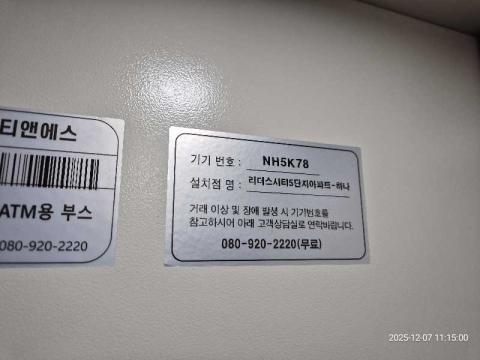 티앤에스
ATM용 부스
080-920-2220
기기 번호 : NH5K78
설치점 명 : 리더스시티5단지아파트-하나
거래 이상 및 장애 발생 시 기기번호를
참고하시어 아래 고객상담실로 연락바랍니다.
080-920-2220(무료)
2025-12-07 11:15:00